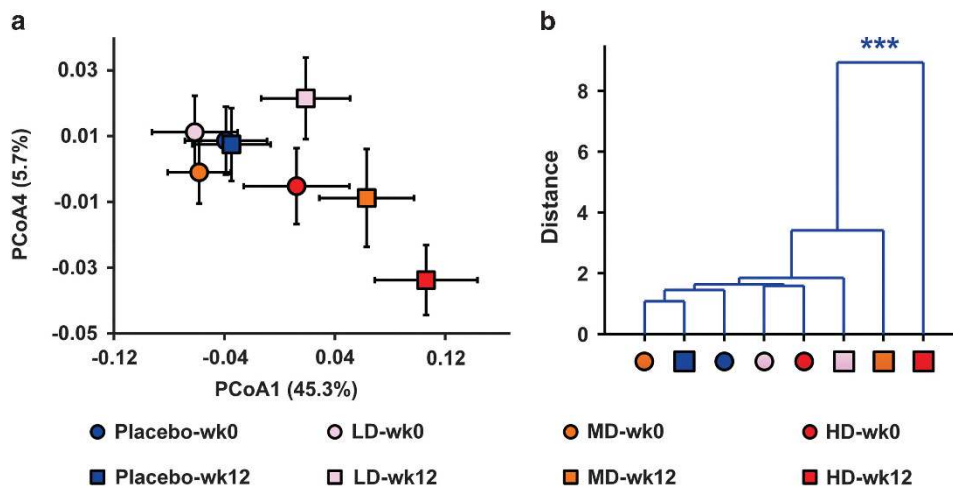 a
PCoA4 (5.7%)
0.03
0.01
-0.01
-0.03
-0.05
-0.12
-0.04
0.04
0.12
PCoA1 (45.3%)
b
***
Distance
8
6
4
2
0
Placebo-wk0
LD-wk0
MD-wk0
HD-wk0
Placebo-wk12
LD-wk12
MD-wk12
HD-wk12